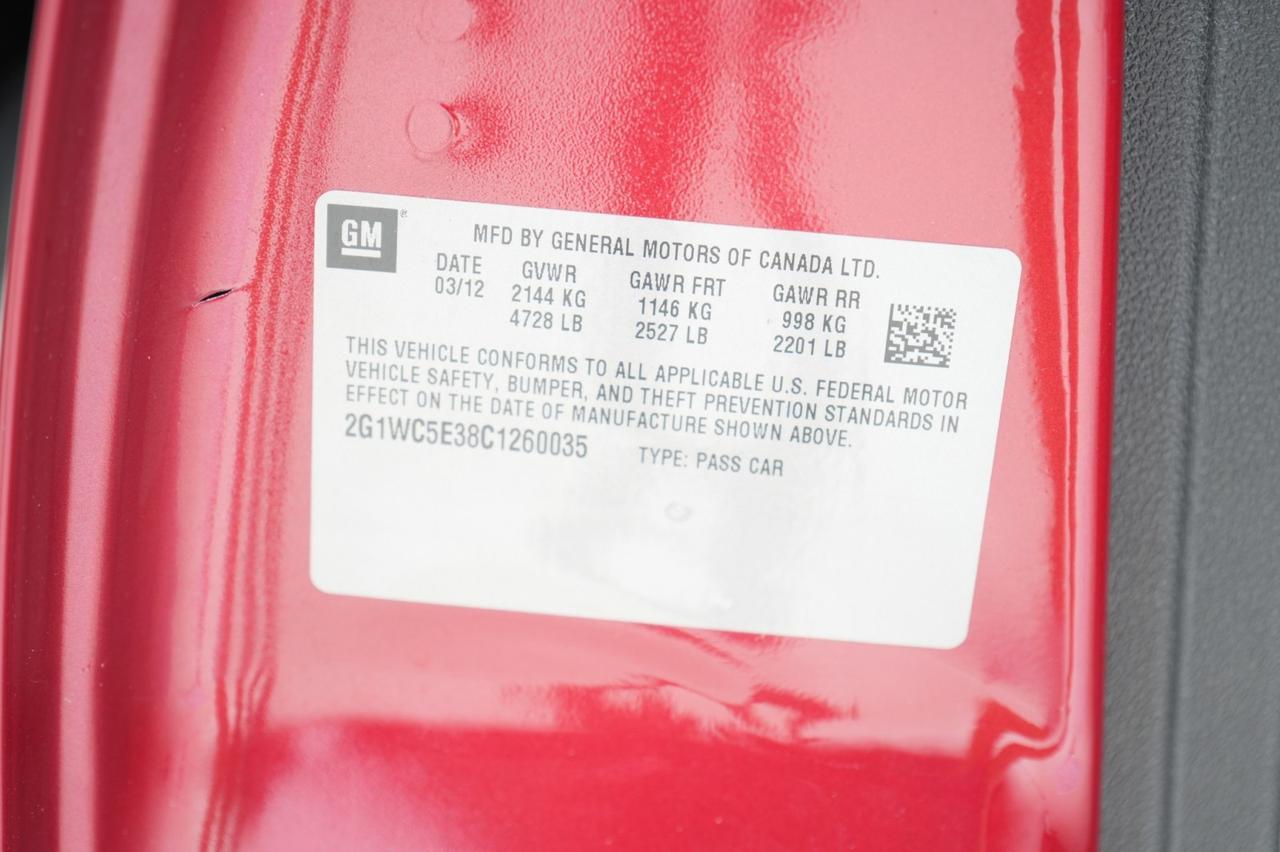 GM®
MFD BY GENERAL MOTORS OF CANADA LTD.
DATE GVWR GAWR FRT GAWR RR
03/12 2144 KG 1146 KG 998 KG
4728 LB 2527 LB 2201 LB
THIS VEHICLE CONFORMS TO ALL APPLICABLE U.S. FEDERAL MOTOR
VEHICLE SAFETY, BUMPER, AND THEFT PREVENTION STANDARDS IN
EFFECT ON THE DATE OF MANUFACTURE SHOWN ABOVE.
2G1WC5E38C1260035 TYPE: PASS CAR